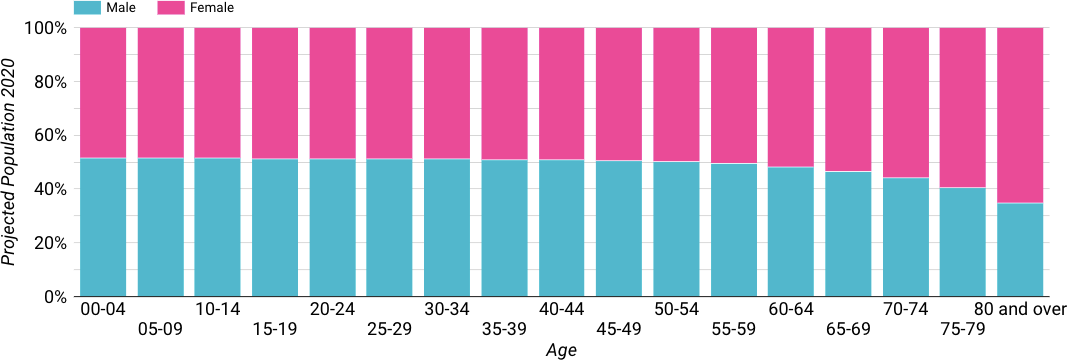 Male Female
100%
80%
60%
40%
20%
0%
Projected Population 2020
00-04 10-14 20-24 30-34 40-44 50-54 60-64 70-74 80 and over
05-09 15-19 25-29 35-39 45-49 55-59 65-69 75-79
Age